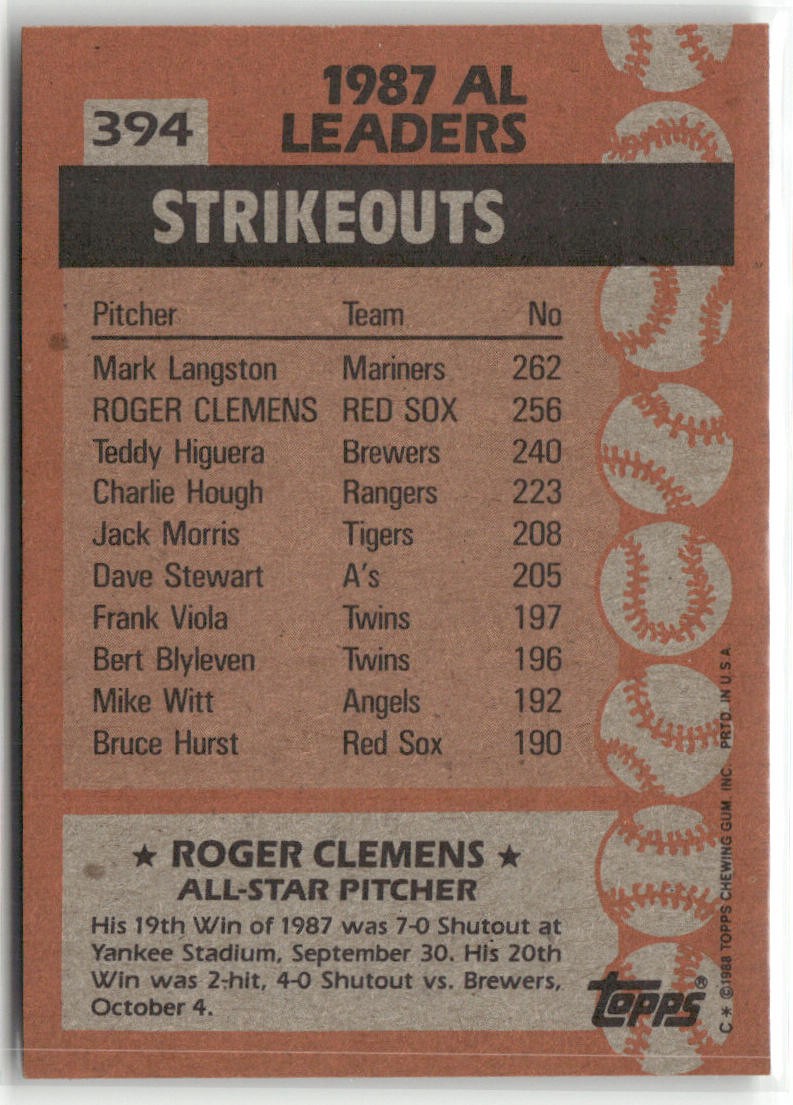 394
1987 AL
LEADERS
STRIKEOUTS
Pitcher Team No
Mark Langston Mariners 262
ROGER CLEMENS RED SOX 256
Teddy Higuera Brewers 240
Charlie Hough Rangers 223
Jack Morris Tigers 208
Dave Stewart A's 205
Frank Viola Twins 197
Bert Blyleven Twins 196
Mike Witt Angels 192
Bruce Hurst Red Sox 190
★ ROGER CLEMENS ★
ALL-STAR PITCHER
His 19th Win of 1987 was 7-0 Shutout at
Yankee Stadium, September 30. His 20th
Win was 2-hit, 4-0 Shutout vs. Brewers,
October 4.
topps®
C * ©1988 TOPPS CHEWING GUM, INC. PRTD. IN U.S.A.